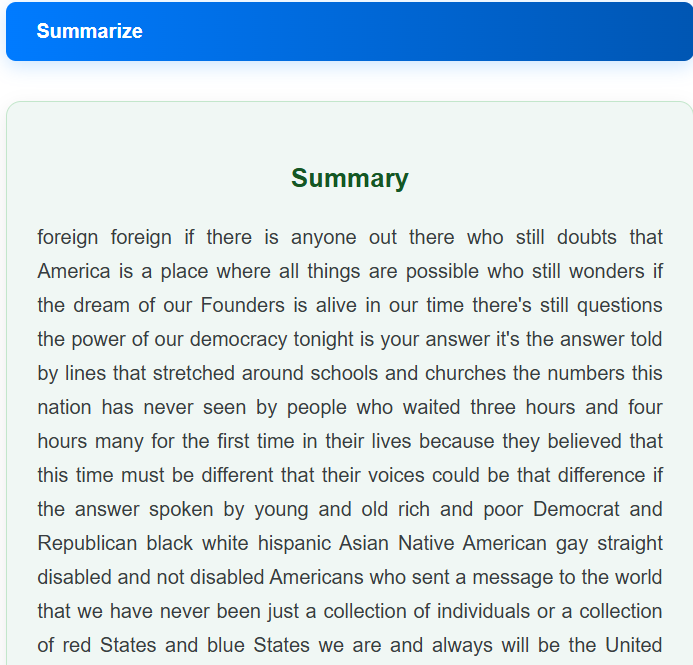 Summarize
Summary
foreign foreign if there is anyone out there who still doubts that
America is a place where all things are possible who still wonders if
the dream of our Founders is alive in our time there's still questions
the power of our democracy tonight is your answer it's the answer told
by lines that stretched around schools and churches the numbers this
nation has never seen by people who waited three hours and four
hours many for the first time in their lives because they believed that
this time must be different that their voices could be that difference if
the answer spoken by young and old rich and poor Democrat and
Republican black white hispanic Asian Native American gay straight
disabled and not disabled Americans who sent a message to the world
that we have never been just a collection of individuals or a collection
of red States and blue States we are and always will be the United